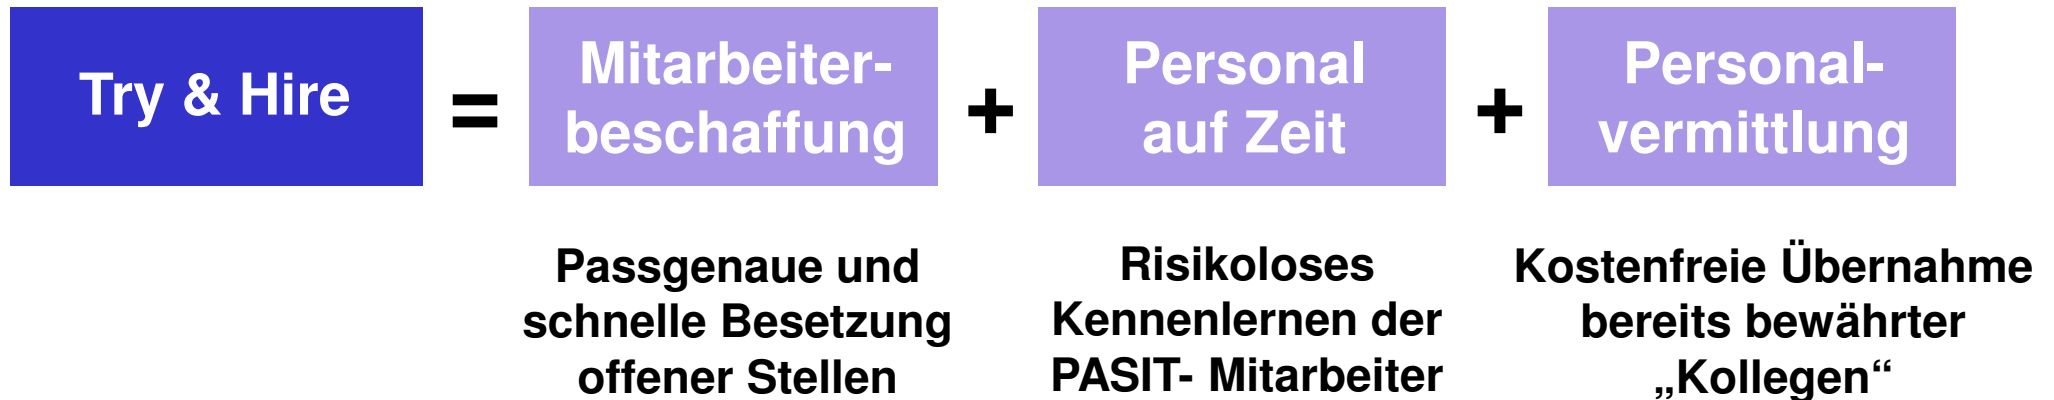 Try & Hire
=
Mitarbeiter-
beschaffung
+
Personal
auf Zeit
+
Personal-
vermittlung
Passgenaue und
schnelle Besetzung
offener Stellen
Risikoloses
Kennenlernen der
PASIT- Mitarbeiter
Kostenfreie Übernahme
bereits bewährter
„Kollegen“